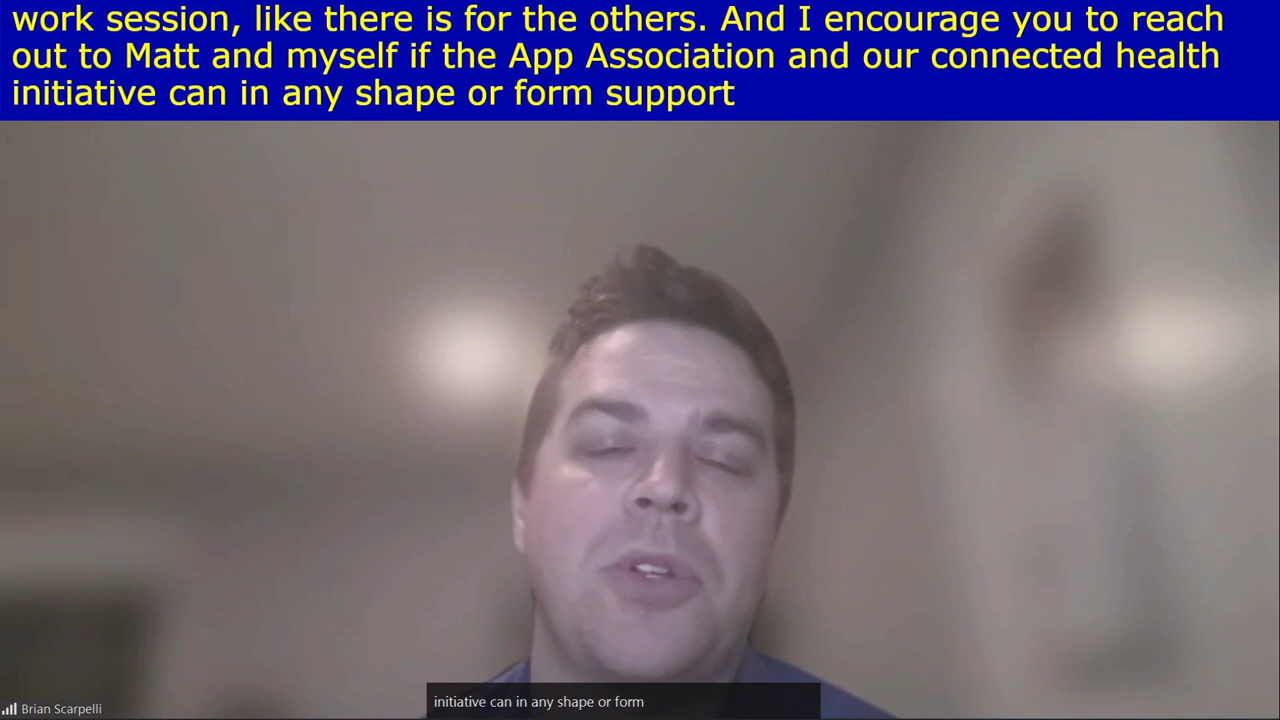 work session, like there is for the others. And I encourage you to reach
out to Matt and myself if the App Association and our connected health
initiative can in any shape or form support
initiative can in any shape or form
Brian Scarpelli